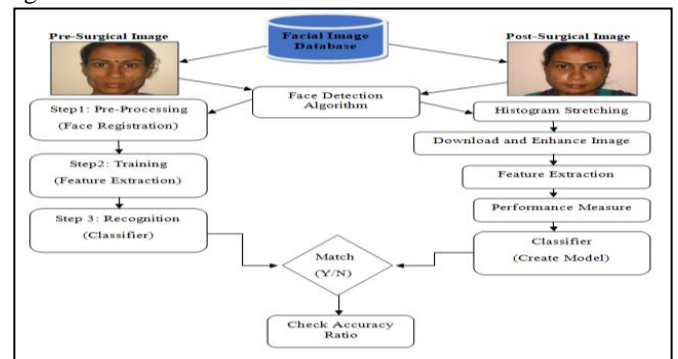 Pre-Surgical Image
Facial Image
Database
Post-Surgical Image
Face Detection
Algorithm
Step1: Pre-Processing
(Face Registration)
Step2: Training
(Feature Extraction)
Step 3: Recognition
(Classifier)
Histogram Stretching
Download and Enhance Image
Feature Extraction
Performance Measure
Classifier
(Create Model)
Match
(Y/N)
Check Accuracy
Ratio